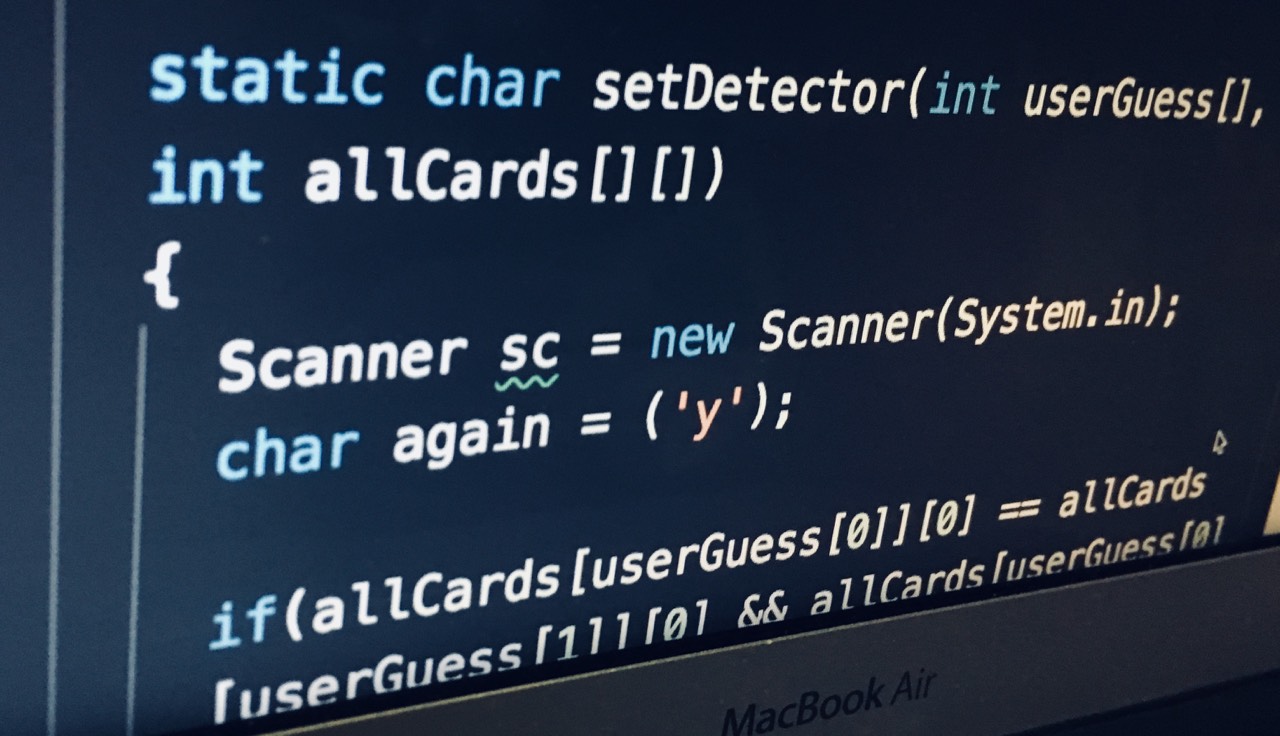 static char setDetector(int userGuess[],
int allCards[][])
{
Scanner sc = new Scanner(System.in);
char again = ('y');
if(allCards[userGuess[0]][0] == allCards
[userGuess[1]][0] && allCards[userGuess[0]
MacBook Air